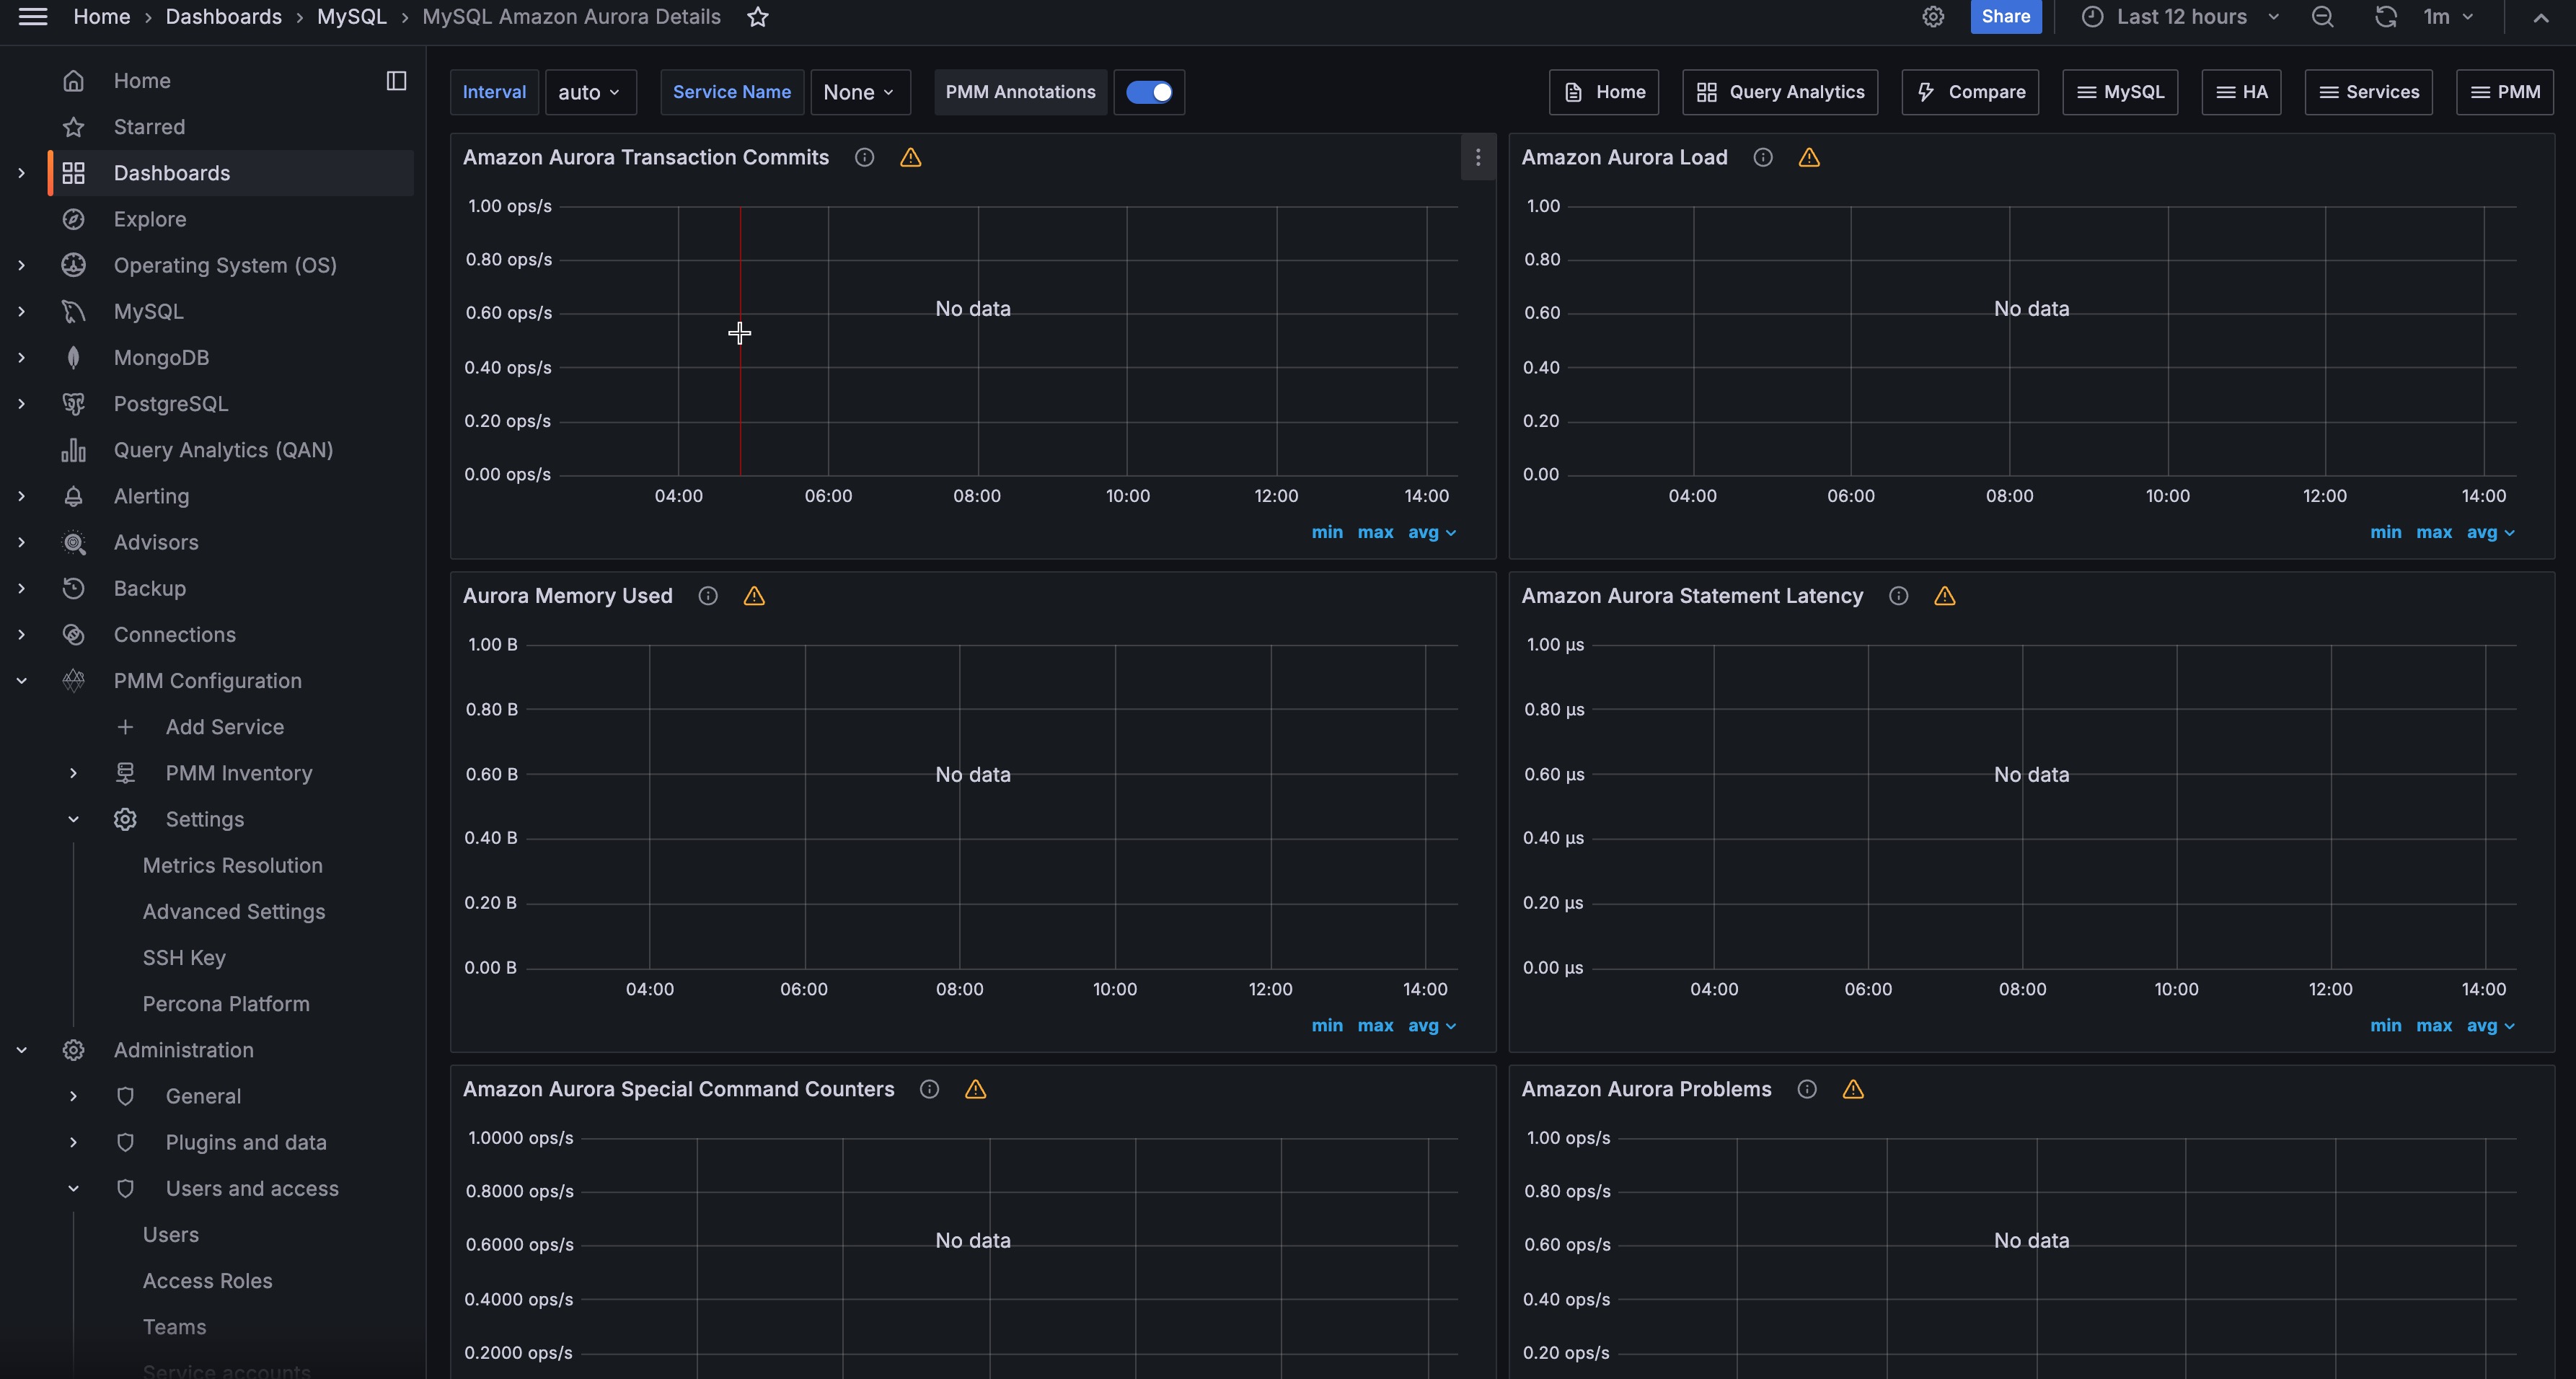 Home › Dashboards › MySQL › MySQL Amazon Aurora Details
Share
Last 12 hours
1m
Home
Starred
Dashboards
Explore
Operating System (OS)
MySQL
MongoDB
PostgreSQL
Query Analytics (QAN)
Alerting
Advisors
Backup
Connections
PMM Configuration
Add Service
PMM Inventory
Settings
Metrics Resolution
Advanced Settings
SSH Key
Percona Platform
Administration
General
Plugins and data
Users and access
Users
Access Roles
Teams
Service accounts
Interval auto Service Name None PMM Annotations
Home Query Analytics Compare MySQL HA Services PMM
Amazon Aurora Transaction Commits
1.00 ops/s
0.80 ops/s
0.60 ops/s
0.40 ops/s
0.20 ops/s
0.00 ops/s
No data
04:00 06:00 08:00 10:00 12:00 14:00
min max avg
Amazon Aurora Load
1.00
0.80
0.60
0.40
0.20
0.00
No data
04:00 06:00 08:00 10:00 12:00 14:00
min max avg
Aurora Memory Used
1.00 B
0.80 B
0.60 B
0.40 B
0.20 B
0.00 B
No data
04:00 06:00 08:00 10:00 12:00 14:00
min max avg
Amazon Aurora Statement Latency
1.00 µs
0.80 µs
0.60 µs
0.40 µs
0.20 µs
0.00 µs
No data
04:00 06:00 08:00 10:00 12:00 14:00
min max avg
Amazon Aurora Special Command Counters
1.0000 ops/s
0.8000 ops/s
0.6000 ops/s
0.4000 ops/s
0.2000 ops/s
No data
Amazon Aurora Problems
1.00 ops/s
0.80 ops/s
0.60 ops/s
0.40 ops/s
0.20 ops/s
No data